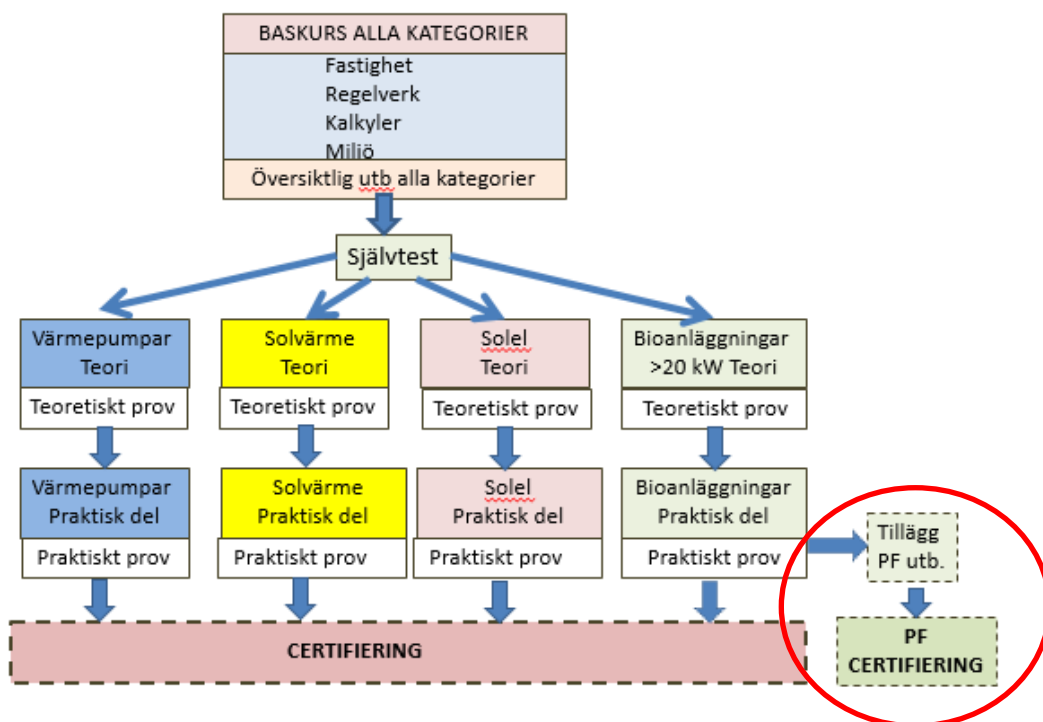 BASKURS ALLA KATEGORIER
Fastighet
Regelverk
Kalkyler
Miljö
Översiktlig utb alla kategorier
Självtest
Värmepumpar
Teori
Teoretiskt prov
Solvärme
Teori
Teoretiskt prov
Solel
Teori
Teoretiskt prov
Bioanläggningar
>20 kW Teori
Teoretiskt prov
Värmepumpar
Praktisk del
Praktiskt prov
Solvärme
Praktisk del
Praktiskt prov
Solel
Praktisk del
Praktiskt prov
Bioanläggningar
Praktisk del
Praktiskt prov
Tillägg
PF utb.
CERTIFIERING
PF
CERTIFIERING